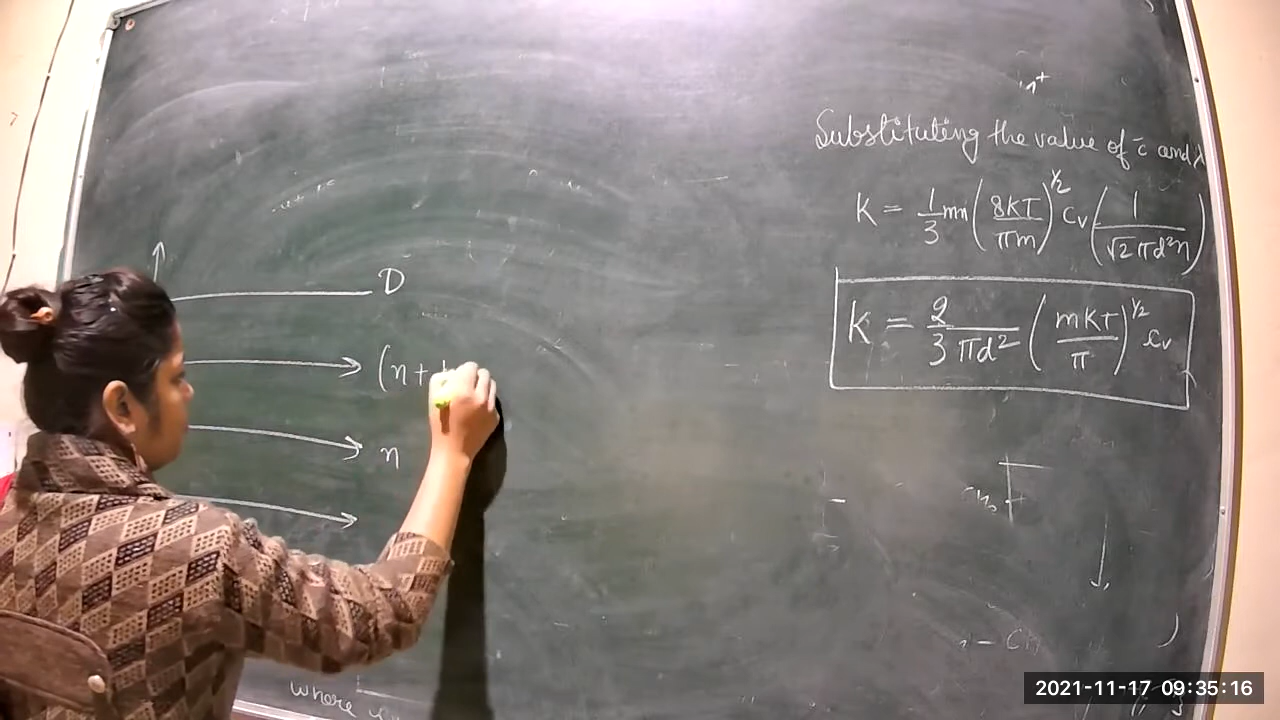 D
(n+
n
where
Substituting the value of c̄ and λ
K = 1/3 mn (8KT/πm)^1/2 Cv (1/√2 πd²n)
K = 2/3πd² (mKT/π)^1/2 Cv
2021-11-17 09:35:16